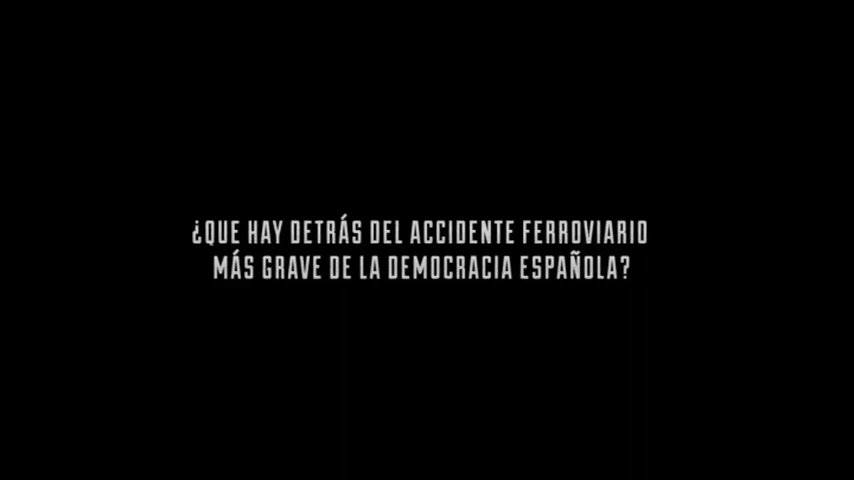 ¿QUE HAY DETRÁS DEL ACCIDENTE FERROVIARIO
MÁS GRAVE DE LA DEMOCRACIA ESPAÑOLA?